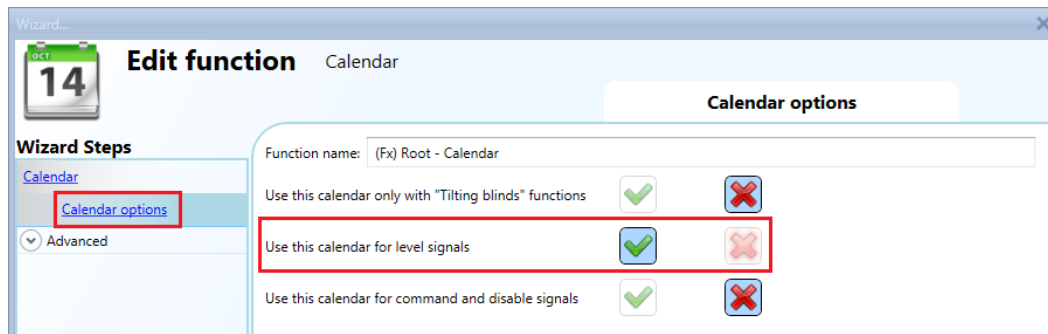 Wizard...
OCT
14
Edit function Calendar
Calendar options
Wizard Steps
Calendar
Calendar options
Advanced
Function name: (Fx) Root - Calendar
Use this calendar only with "Tilting blinds" functions
Use this calendar for level signals
Use this calendar for command and disable signals